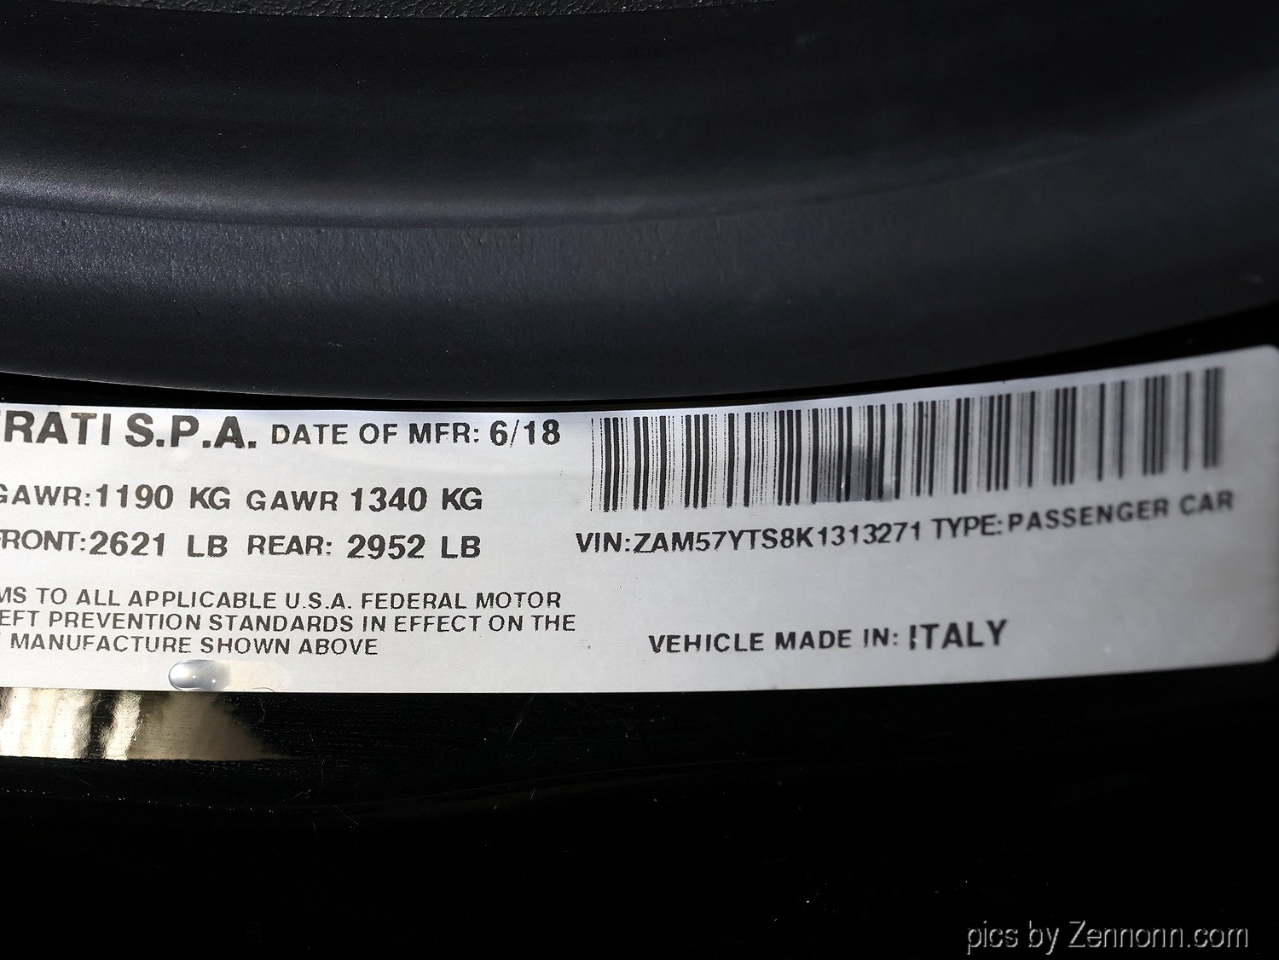 RATI S.P.A. DATE OF MFR: 6/18
GAWR:1190 KG GAWR 1340 KG
FRONT:2621 LB REAR: 2952 LB
VIN:ZAM57YTS8K1313271 TYPE:PASSENGER CAR
MS TO ALL APPLICABLE U.S.A. FEDERAL MOTOR
EFT PREVENTION STANDARDS IN EFFECT ON THE
MANUFACTURE SHOWN ABOVE
VEHICLE MADE IN: ITALY
pics by Zennonn.com